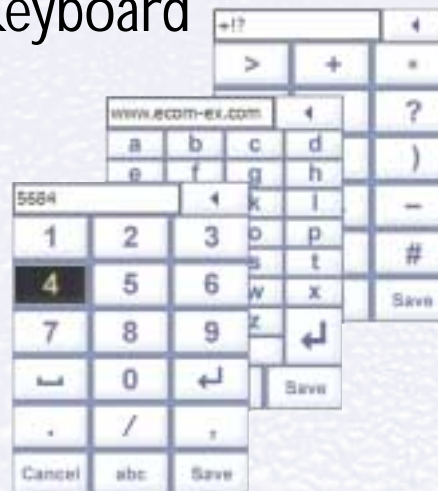 Keyboard
+!? ◄
> +
?
)
–
#
Save
www.ecom-ex.com ◄
a b c d
e f g h
k l
o p
s t
w x
z ↵
Save
5684 ◄
1 2 3
4 5 6
7 8 9
␣ 0 ↵
. / ,
Cancel abc Save